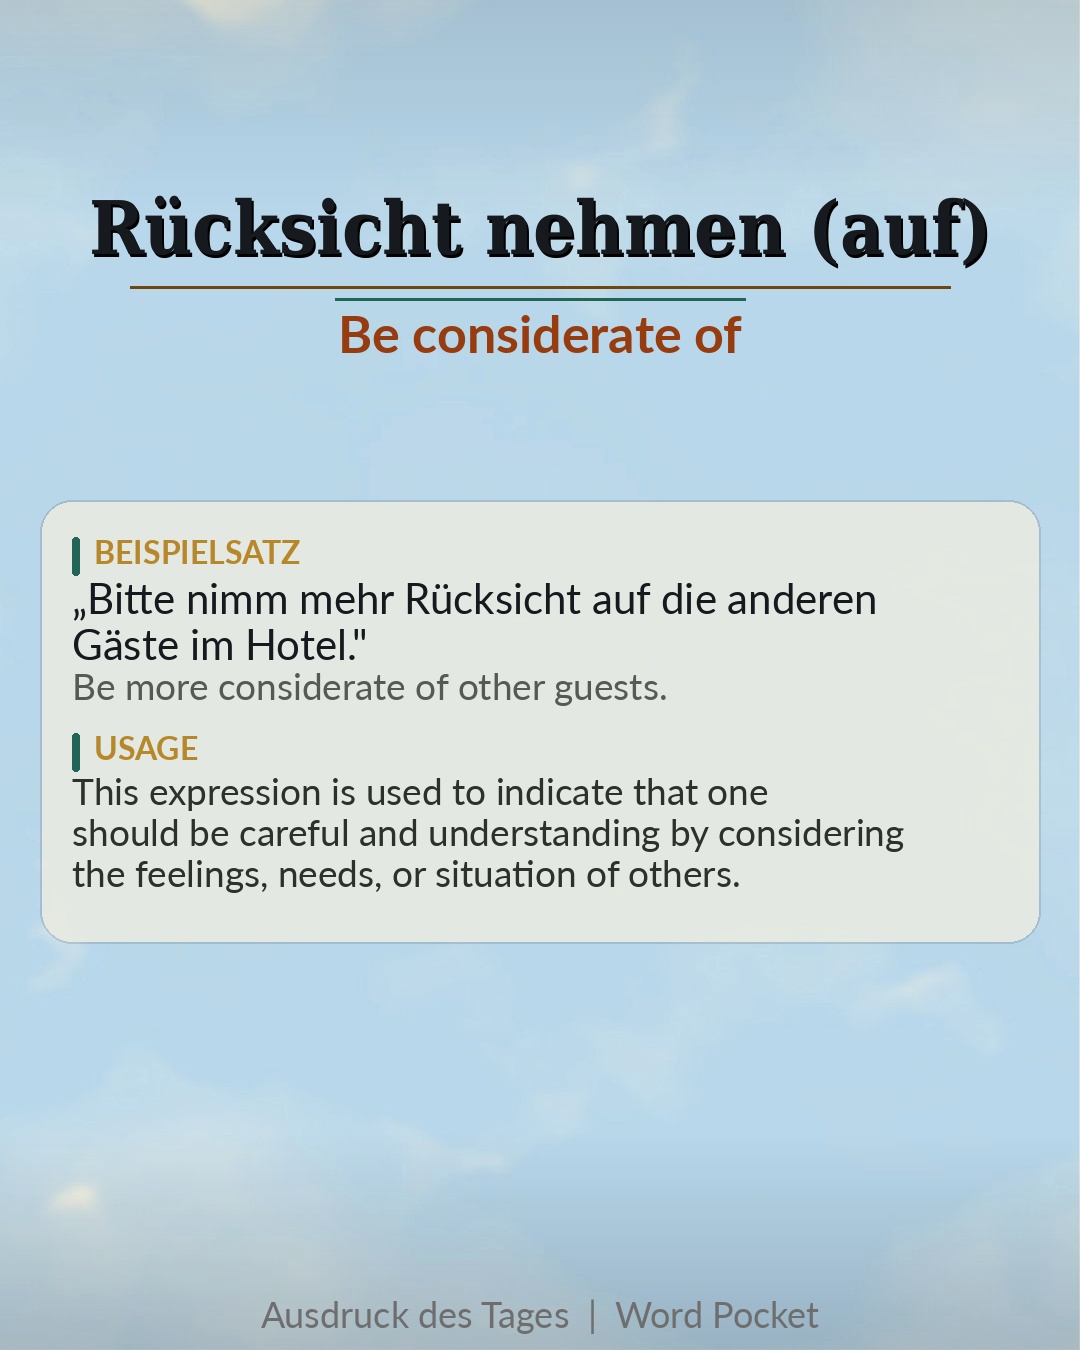 Rücksicht nehmen (auf)
Be considerate of
BEISPIELSATZ
„Bitte nimm mehr Rücksicht auf die anderen
Gäste im Hotel."
Be more considerate of other guests.
USAGE
This expression is used to indicate that one
should be careful and understanding by considering
the feelings, needs, or situation of others.
Ausdruck des Tages | Word Pocket